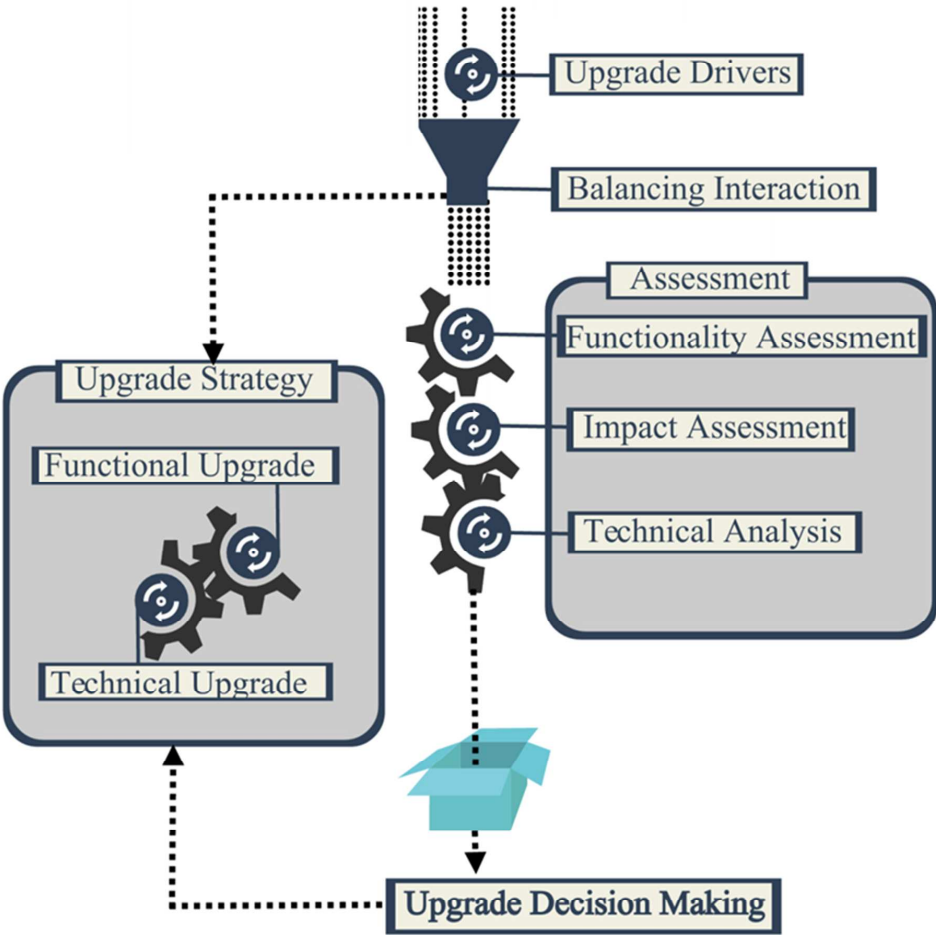 Upgrade Drivers
Balancing Interaction
Assessment
Functionality Assessment
Impact Assessment
Technical Analysis
Upgrade Strategy
Functional Upgrade
Technical Upgrade
Upgrade Decision Making